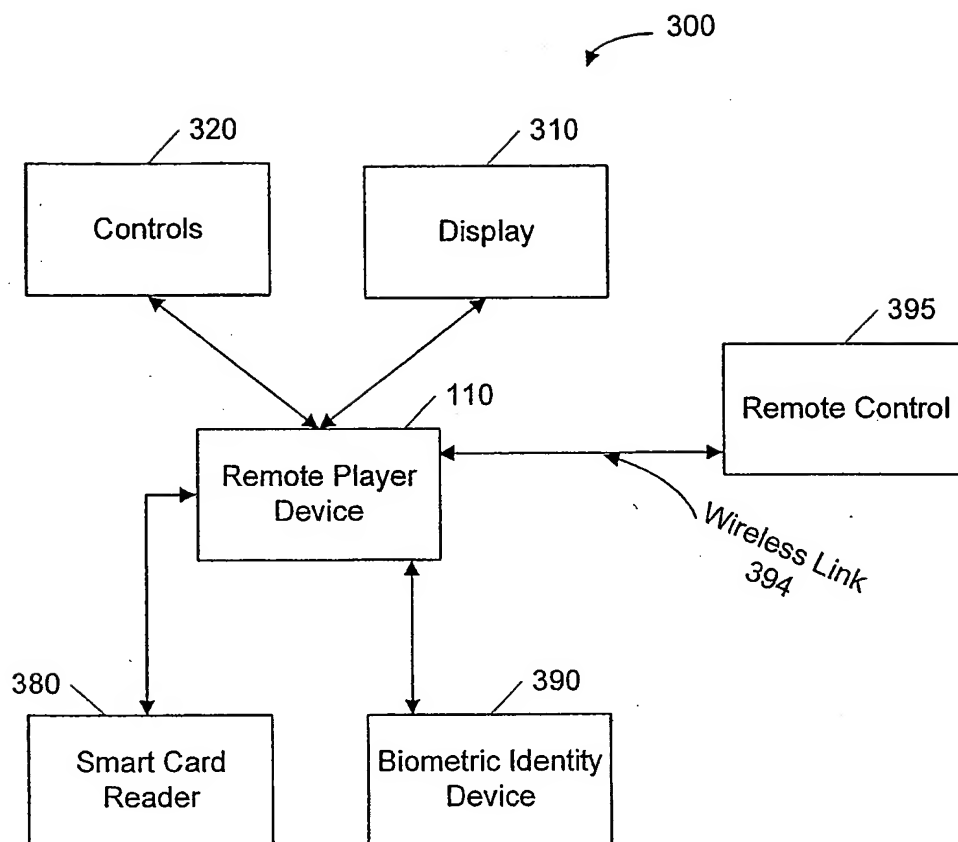 300
320
310
Controls
Display
395
Remote Control
110
Remote Player
Device
Wireless Link
394
380
390
Smart Card
Reader
Biometric Identity
Device